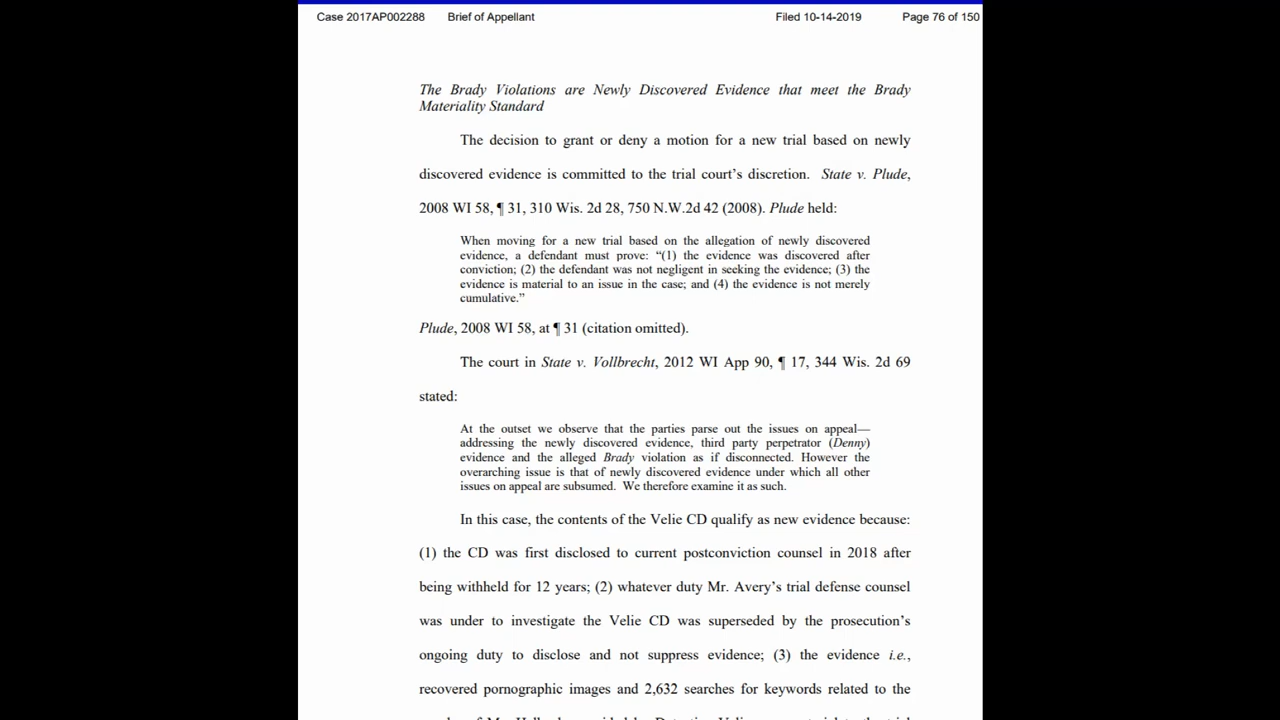 Case 2017AP002288 Brief of Appellant Filed 10-14-2019 Page 76 of 150
The Brady Violations are Newly Discovered Evidence that meet the Brady
Materiality Standard
The decision to grant or deny a motion for a new trial based on newly
discovered evidence is committed to the trial court’s discretion. State v. Plude,
2008 WI 58, ¶ 31, 310 Wis. 2d 28, 750 N.W.2d 42 (2008). Plude held:
When moving for a new trial based on the allegation of newly discovered
evidence, a defendant must prove: “(1) the evidence was discovered after
conviction; (2) the defendant was not negligent in seeking the evidence; (3) the
evidence is material to an issue in the case; and (4) the evidence is not merely
cumulative.”
Plude, 2008 WI 58, at ¶ 31 (citation omitted).
The court in State v. Vollbrecht, 2012 WI App 90, ¶ 17, 344 Wis. 2d 69
stated:
At the outset we observe that the parties parse out the issues on appeal—
addressing the newly discovered evidence, third party perpetrator (Denny)
evidence and the alleged Brady violation as if disconnected. However the
overarching issue is that of newly discovered evidence under which all other
issues on appeal are subsumed. We therefore examine it as such.
In this case, the contents of the Velie CD qualify as new evidence because:
(1) the CD was first disclosed to current postconviction counsel in 2018 after
being withheld for 12 years; (2) whatever duty Mr. Avery’s trial defense counsel
was under to investigate the Velie CD was superseded by the prosecution’s
ongoing duty to disclose and not suppress evidence; (3) the evidence i.e.,
recovered pornographic images and 2,632 searches for keywords related to the